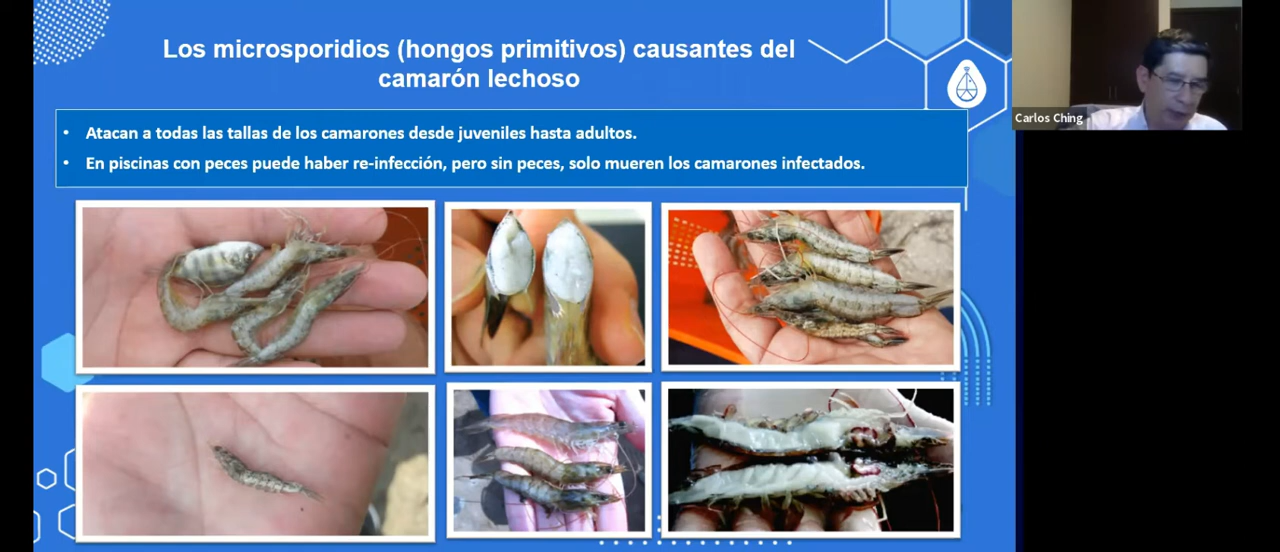 Los microsporidios (hongos primitivos) causantes del
camarón lechoso
• Atacan a todas las tallas de los camarones desde juveniles hasta adultos.
• En piscinas con peces puede haber re-infección, pero sin peces, solo mueren los camarones infectados.
Carlos Ching